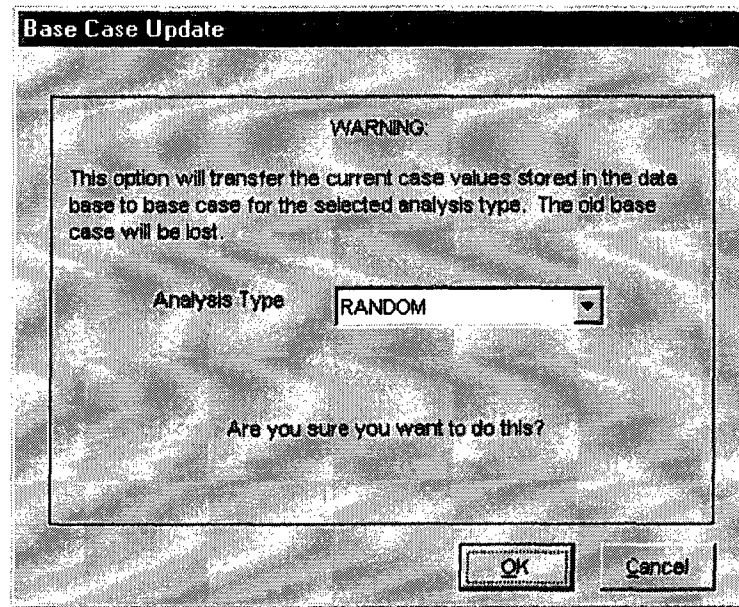 Base Case Update
WARNING:
This option will transfer the current case values stored in the data
base to base case for the selected analysis type. The old base
case will be lost.
Analysis Type RANDOM
Are you sure you want to do this?
OK Cancel